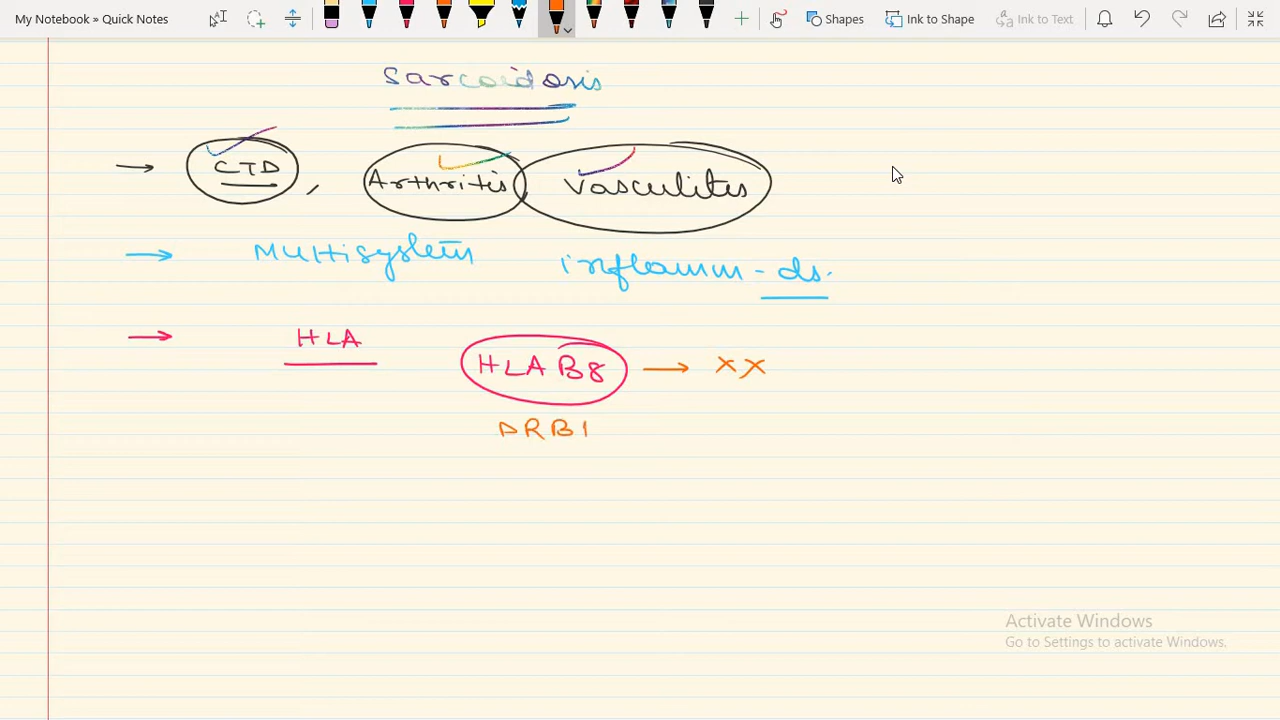 My Notebook » Quick Notes
Shapes
Ink to Shape
Ink to Text
Sarcoidosis
→ CTD, Arthritis Vasculites
→ Multisystem inflamm - ds.
→ HLA HLA B8 → XX
DRB1
Activate Windows
Go to Settings to activate Windows.